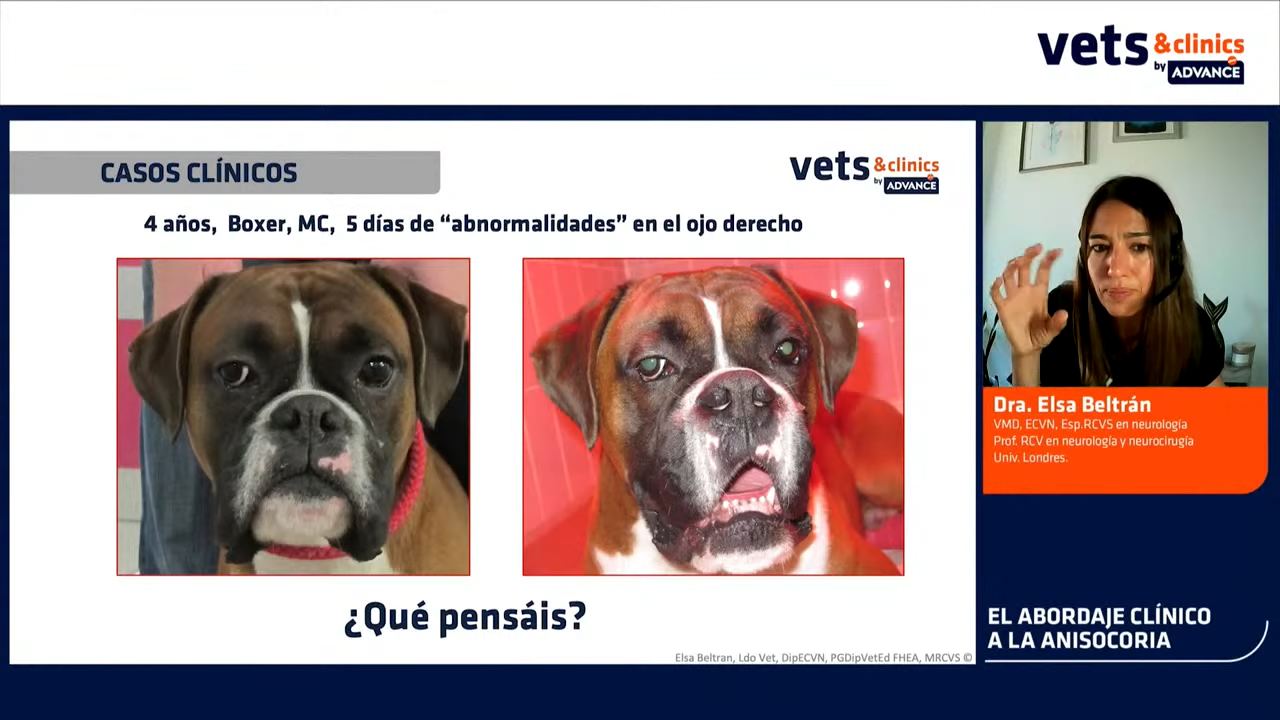 vets &clinics
by ADVANCE
CASOS CLÍNICOS
vets &clinics
by ADVANCE
4 años, Boxer, MC, 5 días de “abnormalidades” en el ojo derecho
¿Qué pensáis?
Elsa Beltran, Ldo Vet, DipECVN, PGDipVetEd FHEA, MRCVS ©
Dra. Elsa Beltrán
VMD, ECVN, Esp.RCVS en neurología
Prof. RCV en neurología y neurocirugía
Univ. Londres.
EL ABORDAJE CLÍNICO
A LA ANISOCORIA